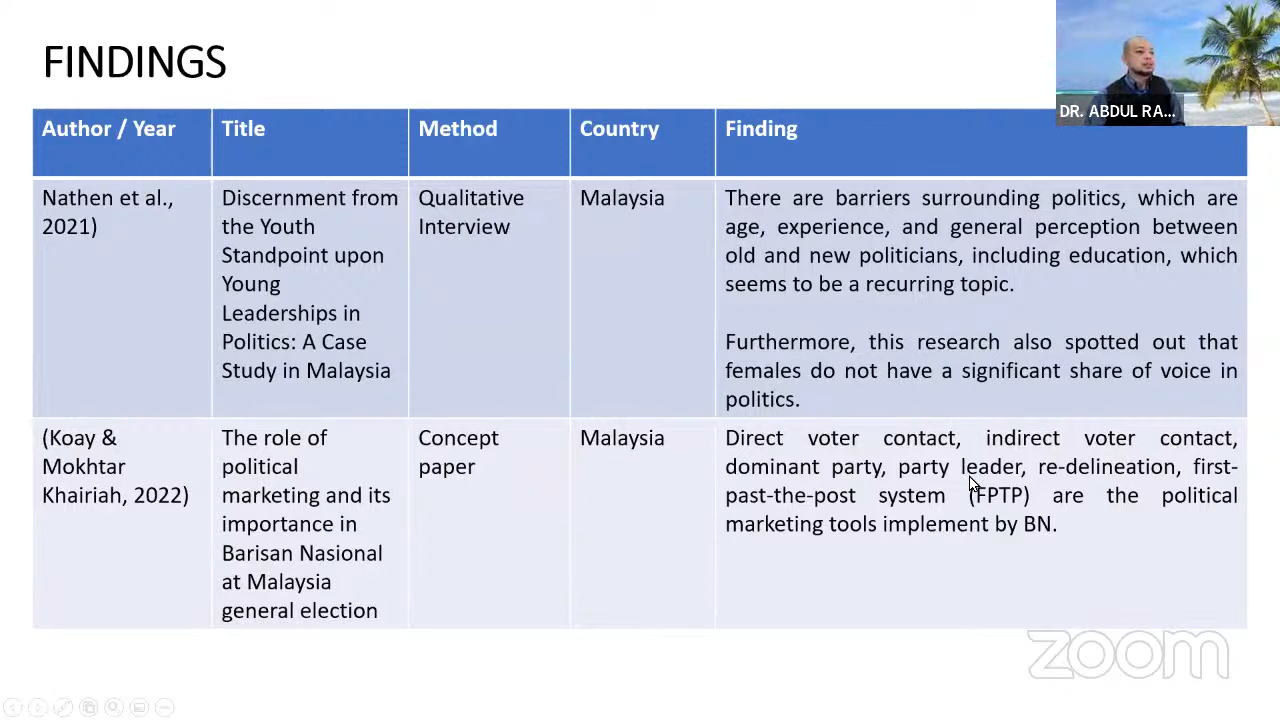 FINDINGS
DR. ABDUL RA...
Author / Year
Title
Method
Country
Finding
Nathen et al.,
2021)
Discernment from
the Youth
Standpoint upon
Young
Leaderships in
Politics: A Case
Study in Malaysia
Qualitative
Interview
Malaysia
There are barriers surrounding politics, which are
age, experience, and general perception between
old and new politicians, including education, which
seems to be a recurring topic.
Furthermore, this research also spotted out that
females do not have a significant share of voice in
politics.
(Koay &
Mokhtar
Khairiah, 2022)
The role of
political
marketing and its
importance in
Barisan Nasional
at Malaysia
general election
Concept
paper
Malaysia
Direct voter contact, indirect voter contact,
dominant party, party leader, re-delineation, first-
past-the-post system (FPTP) are the political
marketing tools implement by BN.
zoom